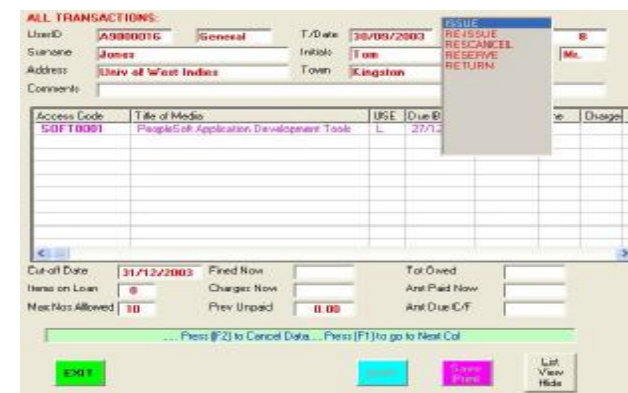 ALL TRANSACTIONS:
UserID A9000016 General T/Date 30/09/2003 8
Surname Jones Initials Tom Mr.
Address Univ of West Indies Town Kingston
Comments
ISSUE
REISSUE
RESCANCEL
RESERVE
RETURN
Access Code Title of Media USE Due Charge
SOFT0001 PeopleSoft Application Development Tools L 27/12
Cut-off Date 31/12/2003 Fined Now Tot Owed
Items on Loan 0 Charges Now Amt Paid Now
Max Nos Allowed 10 Prev Unpaid 0.00 Amt Due C/F
.... Press (F2) to Cancel Data.... Press (F1) to go to Next Col
EXIT Save Print List View Hide